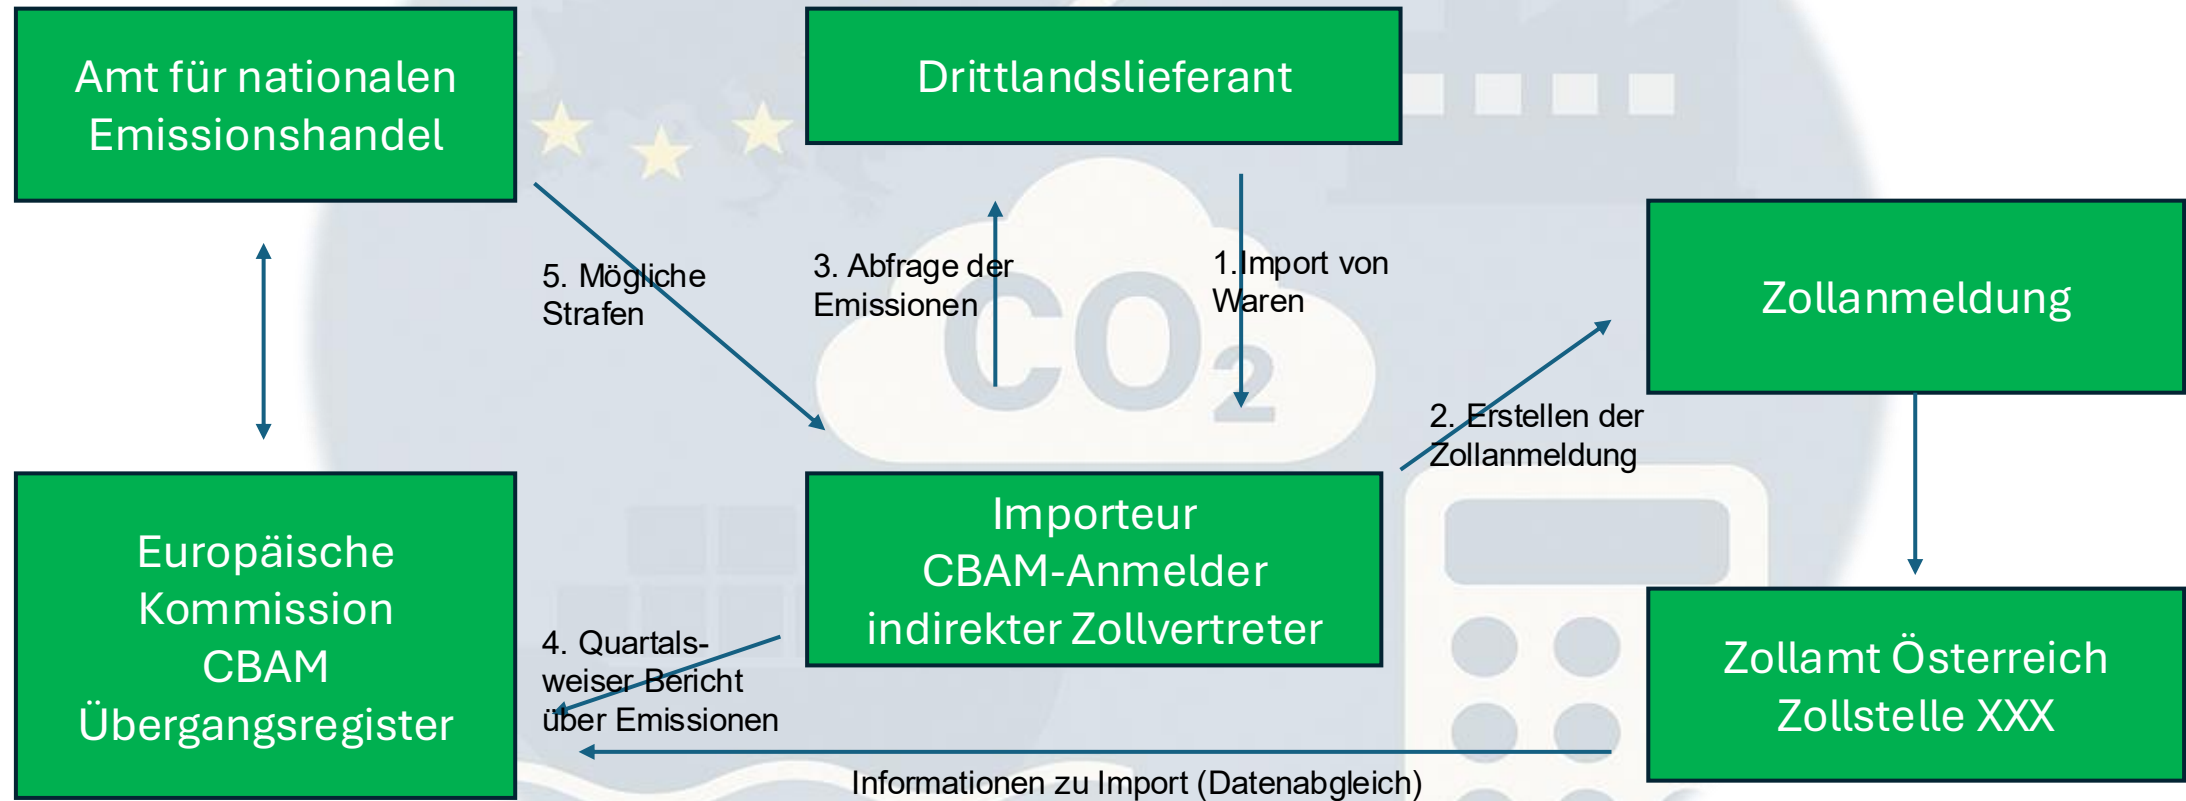 Amt für nationalen
Emissionshandel
Drittlandslieferant
5. Mögliche
Strafen
3. Abfrage der
Emissionen
1.Import von
Waren
Zollanmeldung
2. Erstellen der
Zollanmeldung
CO₂
Europäische
Kommission
CBAM
Übergangsregister
4. Quartals-
weiser Bericht
über Emissionen
Importeur
CBAM-Anmelder
indirekter Zollvertreter
Zollamt Österreich
Zollstelle XXX
Informationen zu Import (Datenabgleich)